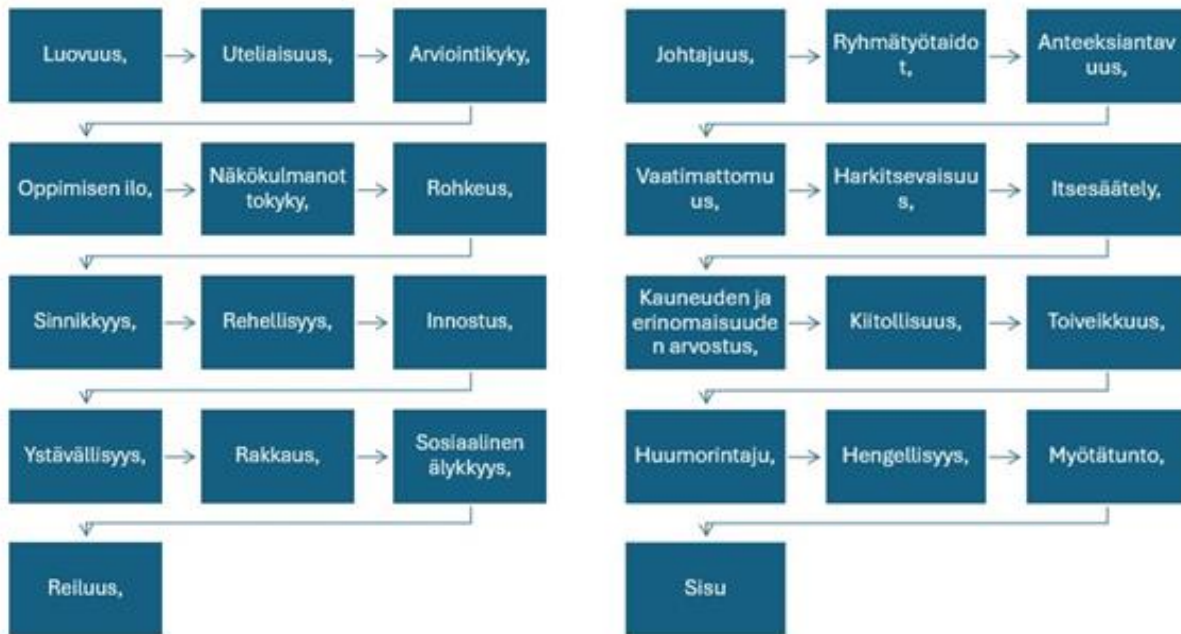 Luovuus,
Uteliaisuus,
Arviointikyky,
Oppimisen ilo,
Näkökulmanot
tokyky,
Rohkeus,
Sinnikkyys,
Rehellisyys,
Innostus,
Ystävällisyys,
Rakkaus,
Sosiaalinen
älykkyys,
Reiluus,
Johtajuus,
Ryhmätyötaido
t,
Anteeksiantav
uus,
Vaatimattomu
us,
Harkitsevaisuu
s,
Itsesäätely,
Kauneuden ja
erinomaisuude
n arvostus,
Kiitollisuus,
Toiveikkuus,
Huumorintaju,
Hengellisyys,
Myötätunto,
Sisu